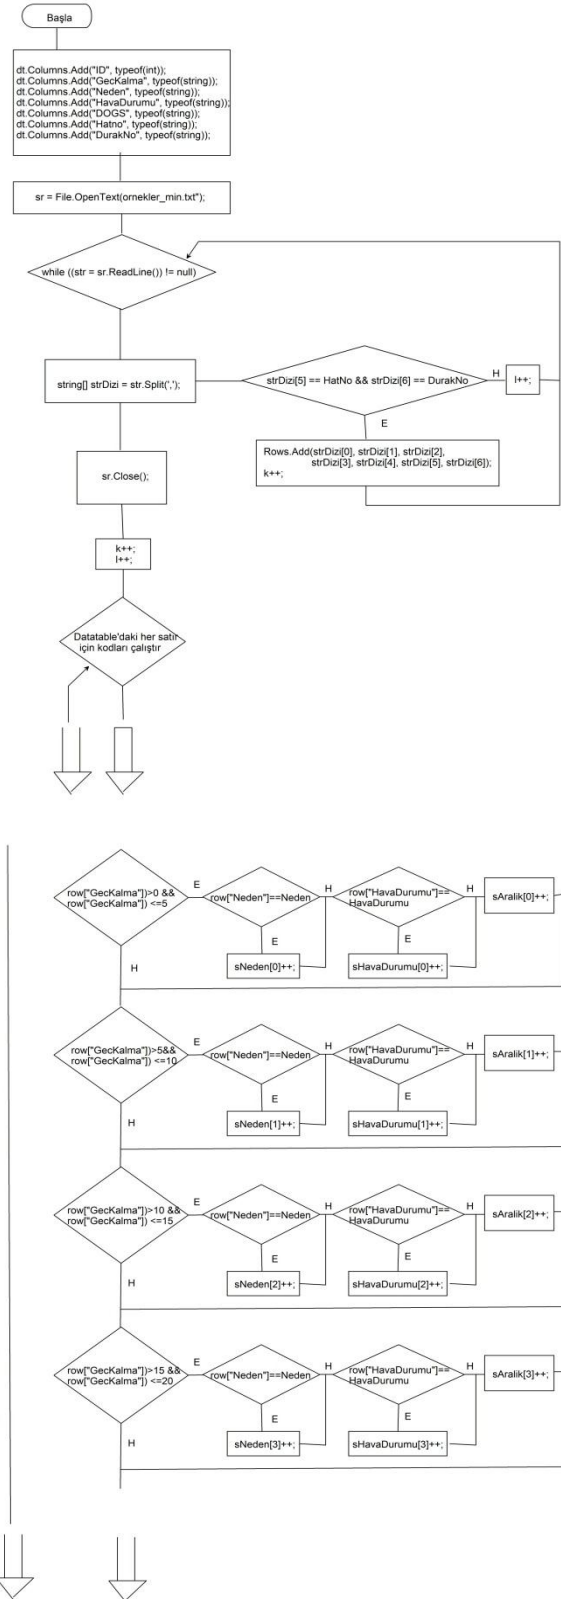 Başla
dt.Columns.Add("ID", typeof(int));
dt.Columns.Add("GecKalma", typeof(string));
dt.Columns.Add("Neden", typeof(string));
dt.Columns.Add("HavaDurumu", typeof(string));
dt.Columns.Add("DOGS", typeof(string));
dt.Columns.Add("Hatno", typeof(string));
dt.Columns.Add("DurakNo", typeof(string));
sr = File.OpenText(ornekler_min.txt");
while ((str = sr.ReadLine()) != null)
string[] strDizi = str.Split(',');
strDizi[5] == HatNo && strDizi[6] == DurakNo
H
l++;
E
Rows.Add(strDizi[0], strDizi[1], strDizi[2],
strDizi[3], strDizi[4], strDizi[5], strDizi[6]);
k++;
sr.Close();
k++;
l++;
Datatable'daki her satır
için kodları çalıştır
row["GecKalma"])>0 &&
row["GecKalma"]) <=5
E
row["Neden"]==Neden
H
row["HavaDurumu"]==
HavaDurumu
H
sAralik[0]++;
E
E
H
sNeden[0]++;
sHavaDurumu[0]++;
row["GecKalma"])>5&&
row["GecKalma"]) <=10
E
row["Neden"]==Neden
H
row["HavaDurumu"]==
HavaDurumu
H
sAralik[1]++;
E
E
H
sNeden[1]++;
sHavaDurumu[1]++;
row["GecKalma"])>10 &&
row["GecKalma"]) <=15
E
row["Neden"]==Neden
H
row["HavaDurumu"]==
HavaDurumu
H
sAralik[2]++;
E
E
H
sNeden[2]++;
sHavaDurumu[2]++;
row["GecKalma"])>15 &&
row["GecKalma"]) <=20
E
row["Neden"]==Neden
H
row["HavaDurumu"]==
HavaDurumu
H
sAralik[3]++;
E
E
H
sNeden[3]++;
sHavaDurumu[3]++;